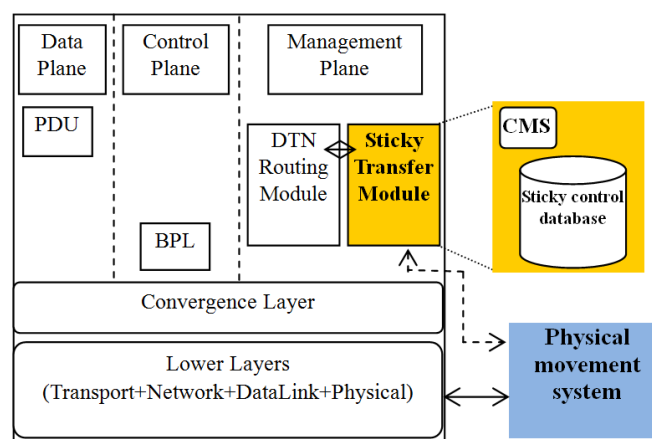 Data
Plane
Control
Plane
Management
Plane
PDU
DTN
Routing
Module
Sticky
Transfer
Module
CMS
Sticky control
database
BPL
Convergence Layer
Lower Layers
(Transport+Network+DataLink+Physical)
Physical
movement
system